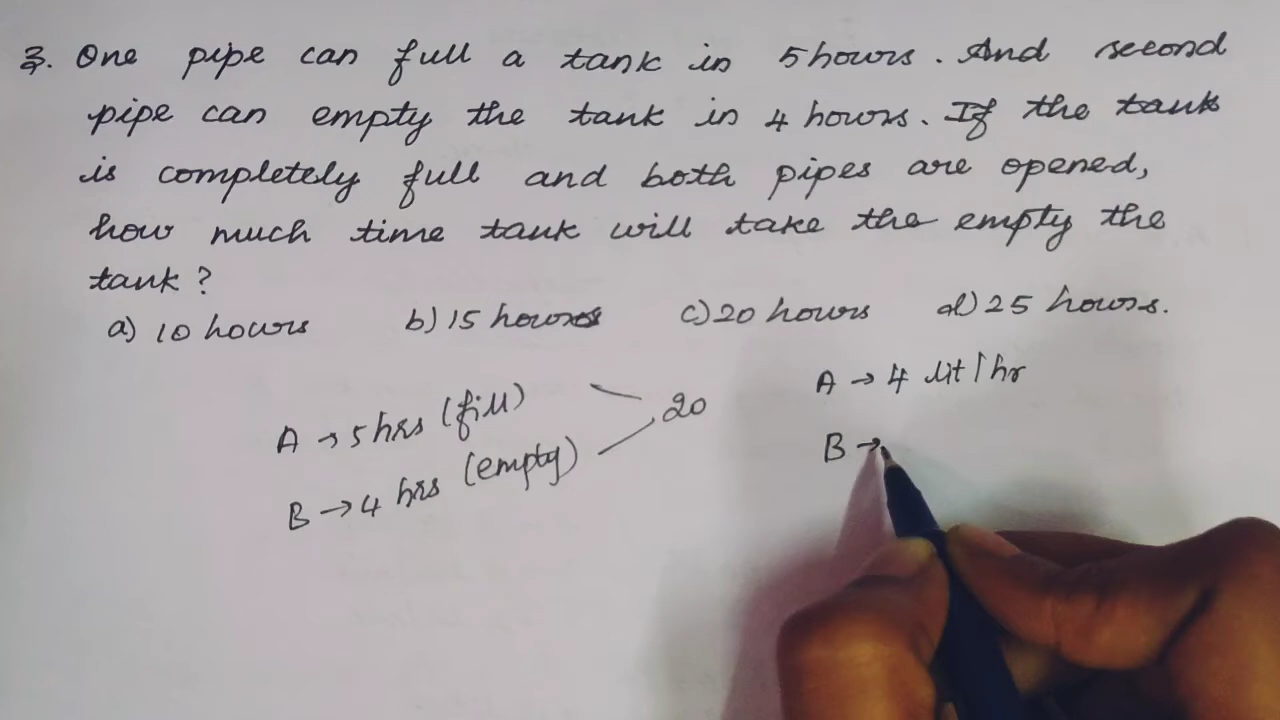 3. One pipe can full a tank in 5 hours. And second
pipe can empty the tank in 4 hours. If the tank
is completely full and both pipes are opened,
how much time tank will take the empty the
tank?
a) 10 hours b) 15 hours c) 20 hours d) 25 hours.
A → 5 hrs (fill)
B → 4 hrs (empty)
20
A → 4 lit/hr
B →